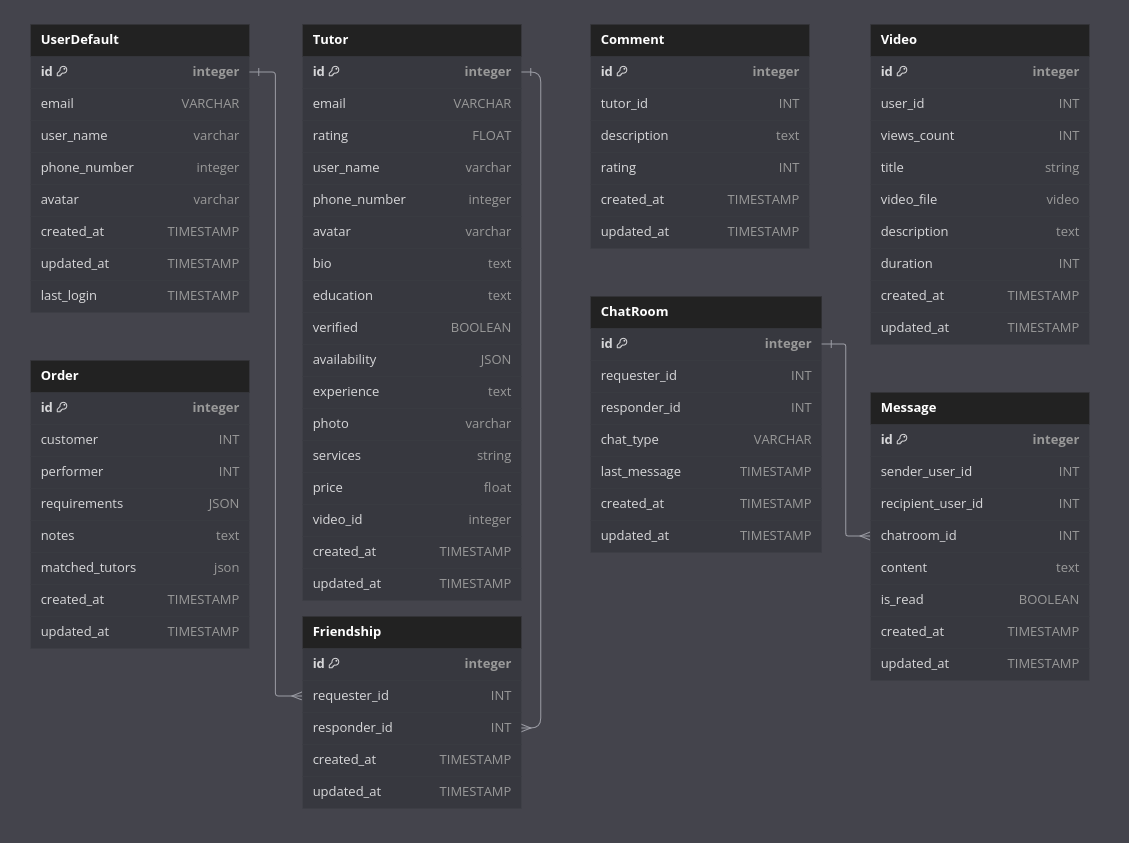 UserDefault
id integer
email VARCHAR
user_name varchar
phone_number integer
avatar varchar
created_at TIMESTAMP
updated_at TIMESTAMP
last_login TIMESTAMP
Order
id integer
customer INT
performer INT
requirements JSON
notes text
matched_tutors json
created_at TIMESTAMP
updated_at TIMESTAMP
Tutor
id integer
email VARCHAR
rating FLOAT
user_name varchar
phone_number integer
avatar varchar
bio text
education text
verified BOOLEAN
availability JSON
experience text
photo varchar
services string
price float
video_id integer
created_at TIMESTAMP
updated_at TIMESTAMP
Friendship
id integer
requester_id INT
responder_id INT
created_at TIMESTAMP
updated_at TIMESTAMP
Comment
id integer
tutor_id INT
description text
rating INT
created_at TIMESTAMP
updated_at TIMESTAMP
ChatRoom
id integer
requester_id INT
responder_id INT
chat_type VARCHAR
last_message TIMESTAMP
created_at TIMESTAMP
updated_at TIMESTAMP
Video
id integer
user_id INT
views_count INT
title string
video_file video
description text
duration INT
created_at TIMESTAMP
updated_at TIMESTAMP
Message
id integer
sender_user_id INT
recipient_user_id INT
chatroom_id INT
content text
is_read BOOLEAN
created_at TIMESTAMP
updated_at TIMESTAMP